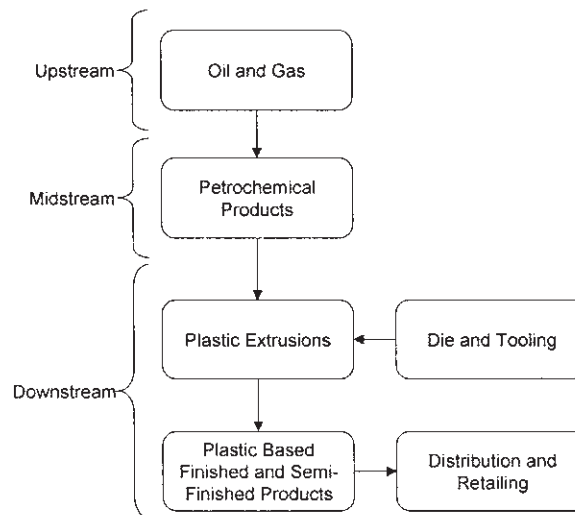 Upstream
Oil and Gas
Midstream
Petrochemical
Products
Downstream
Plastic Extrusions
Die and Tooling
Plastic Based
Finished and Semi-
Finished Products
Distribution and
Retailing